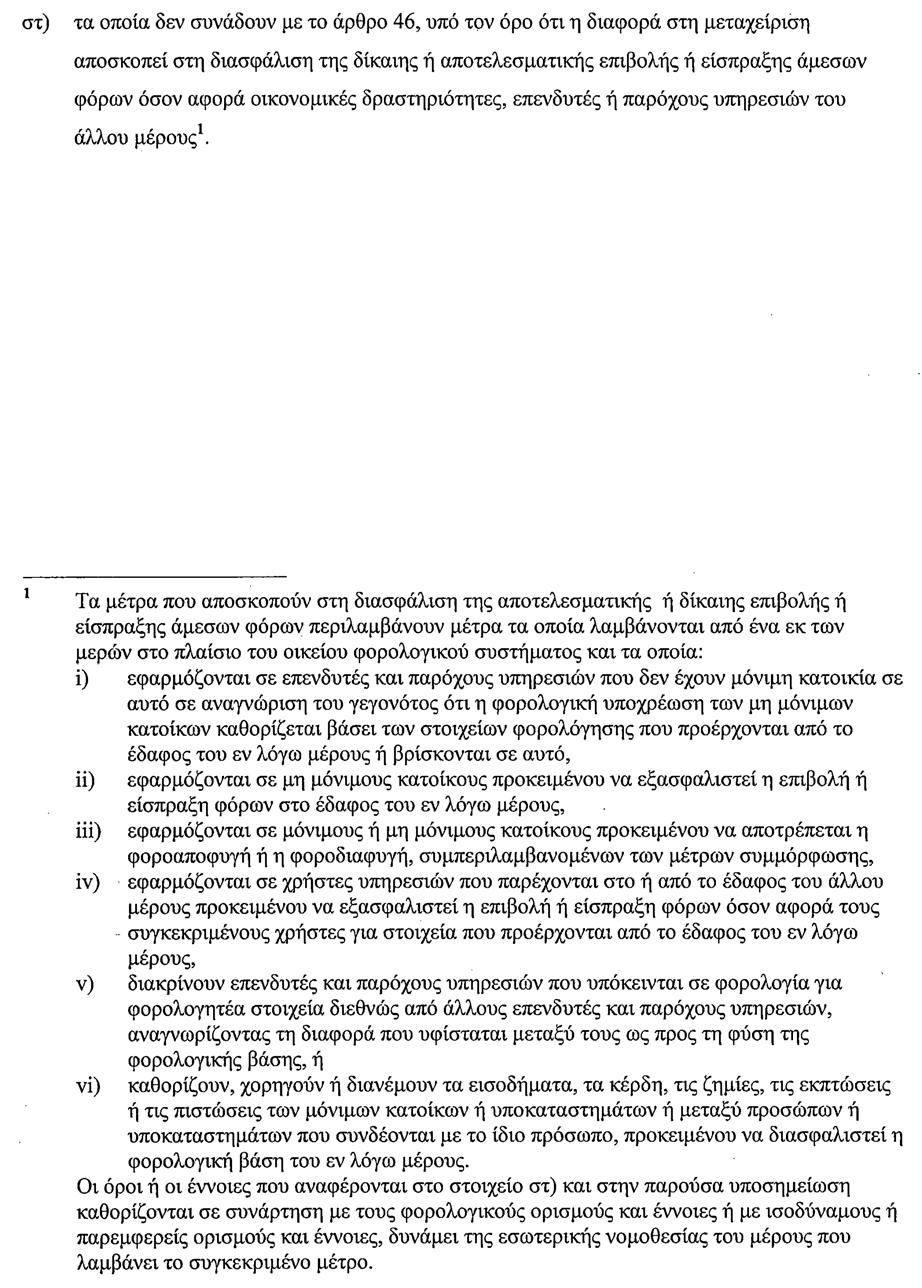 στ) τα οποία δεν συνάδουν με το άρθρο 46, υπό τον όρο ότι η διαφορά στη μεταχείριση
αποσκοπεί στη διασφάλιση της δίκαιης ή αποτελεσματικής επιβολής ή είσπραξης άμεσων
φόρων όσον αφορά οικονομικές δραστηριότητες, επενδυτές ή παρόχους υπηρεσιών του
άλλου μέρους¹.
1 Τα μέτρα που αποσκοπούν στη διασφάλιση της αποτελεσματικής ή δίκαιης επιβολής ή
είσπραξης άμεσων φόρων περιλαμβάνουν μέτρα τα οποία λαμβάνονται από ένα εκ των
μερών στο πλαίσιο του οικείου φορολογικού συστήματος και τα οποία:
i) εφαρμόζονται σε επενδυτές και παρόχους υπηρεσιών που δεν έχουν μόνιμη κατοικία σε
αυτό σε αναγνώριση του γεγονότος ότι η φορολογική υποχρέωση των μη μόνιμων
κατοίκων καθορίζεται βάσει των στοιχείων φορολόγησης που προέρχονται από το
έδαφος του εν λόγω μέρους ή βρίσκονται σε αυτό,
ii) εφαρμόζονται σε μη μόνιμους κατοίκους προκειμένου να εξασφαλιστεί η επιβολή ή
είσπραξη φόρων στο έδαφος του εν λόγω μέρους,
iii) εφαρμόζονται σε μόνιμους ή μη μόνιμους κατοίκους προκειμένου να αποτρέπεται η
φοροαποφυγή ή η φοροδιαφυγή, συμπεριλαμβανομένων των μέτρων συμμόρφωσης,
iv) εφαρμόζονται σε χρήστες υπηρεσιών που παρέχονται στο ή από το έδαφος του άλλου
μέρους προκειμένου να εξασφαλιστεί η επιβολή ή είσπραξη φόρων όσον αφορά τους
συγκεκριμένους χρήστες για στοιχεία που προέρχονται από το έδαφος του εν λόγω
μέρους,
v) διακρίνουν επενδυτές και παρόχους υπηρεσιών που υπόκεινται σε φορολογία για
φορολογητέα στοιχεία διεθνώς από άλλους επενδυτές και παρόχους υπηρεσιών,
αναγνωρίζοντας τη διαφορά που υφίσταται μεταξύ τους ως προς τη φύση της
φορολογικής βάσης, ή
vi) καθορίζουν, χορηγούν ή διανέμουν τα εισοδήματα, τα κέρδη, τις ζημίες, τις εκπτώσεις
ή τις πιστώσεις των μόνιμων κατοίκων ή υποκαταστημάτων ή μεταξύ προσώπων ή
υποκαταστημάτων που συνδέονται με το ίδιο πρόσωπο, προκειμένου να διασφαλιστεί η
φορολογική βάση του εν λόγω μέρους.
Οι όροι ή οι έννοιες που αναφέρονται στο στοιχείο στ) και στην παρούσα υποσημείωση
καθορίζονται σε συνάρτηση με τους φορολογικούς ορισμούς και έννοιες ή με ισοδύναμους ή
παρεμφερείς ορισμούς και έννοιες, δυνάμει της εσωτερικής νομοθεσίας του μέρους που
λαμβάνει το συγκεκριμένο μέτρο.